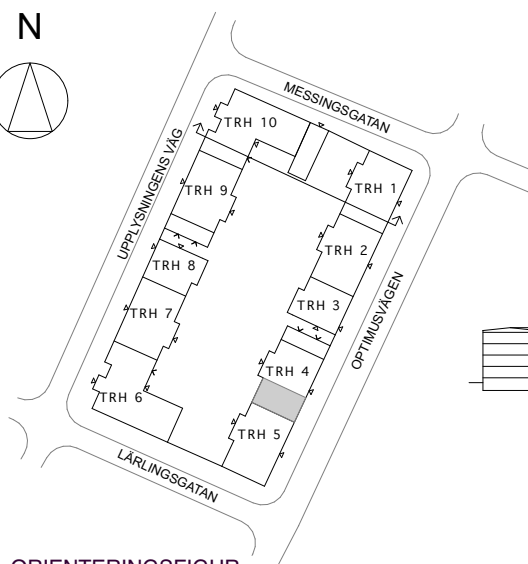 N
MESSINGSGATAN
TRH 10
UPPLYSNINGENS VÄG
TRH 1
TRH 9
TRH 2
TRH 8
TRH 3
OPTIMUSVÄGEN
TRH 7
TRH 4
TRH 6
TRH 5
LÄRLINGSGATAN
ORIENTERINGSFIGUR